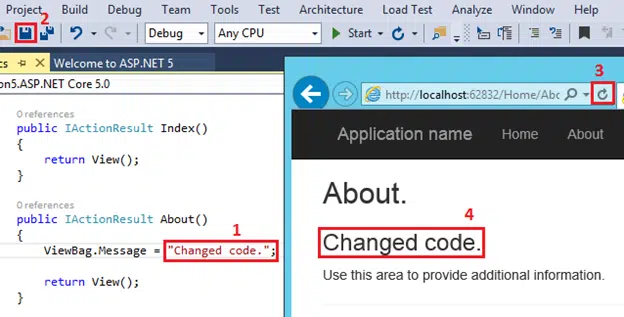 Project Build Debug Team Tools Test Architecture Load Test Analyze Window
2
Debug Any CPU Start
cs Welcome to ASP.NET 5
on5.ASP.NET Core 5.0
0 references
public IActionResult Index()
{
return View();
}
0 references
public IActionResult About()
{
1
ViewBag.Message = "Changed code.";
return View();
}
3
http://localhost:62832/Home/Abc
Application name Home About
About.
4
Changed code.
Use this area to provide additional information.